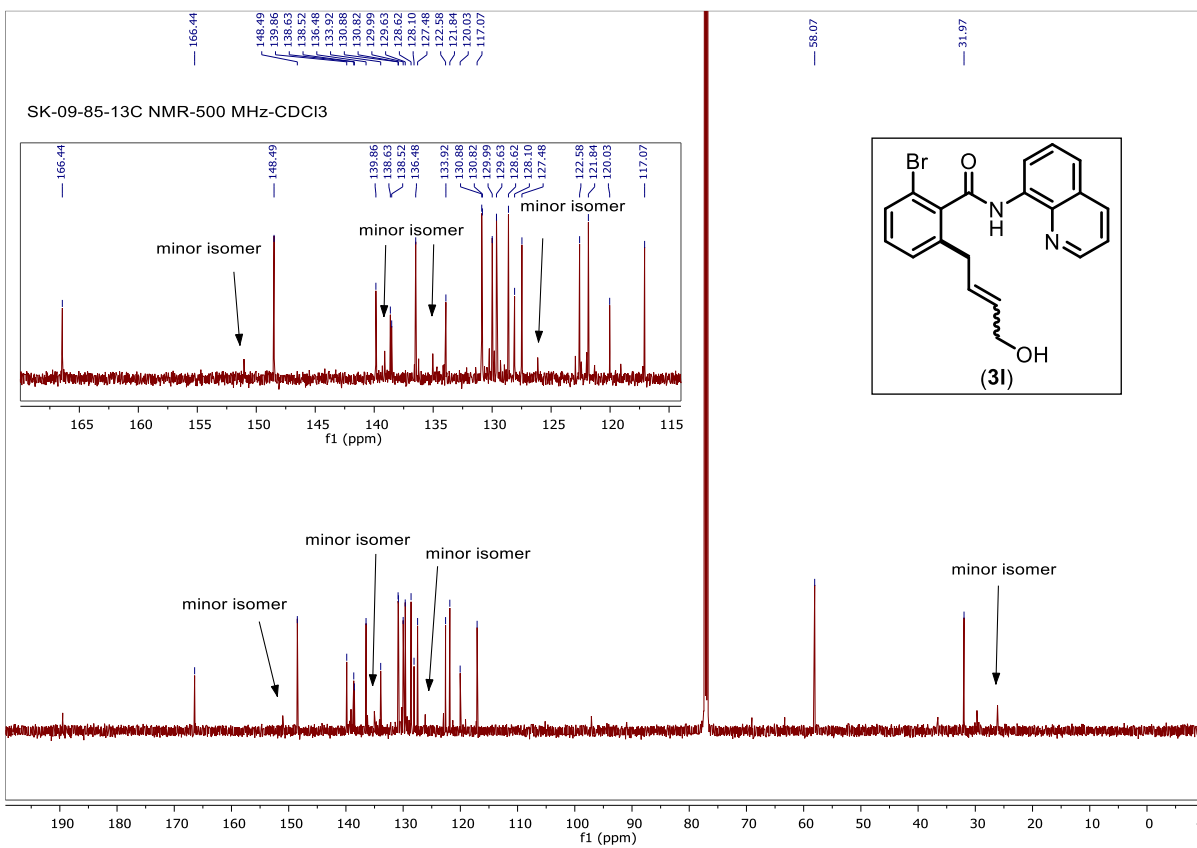 166.44
148.49
139.86
138.63
138.52
136.48
133.92
130.88
130.82
129.99
129.63
128.62
128.10
127.48
122.58
121.84
120.03
117.07
58.07
31.97
SK-09-85-13C NMR-500 MHz-CDCl3
166.44
148.49
139.86
138.63
138.52
136.48
133.92
130.88
130.82
129.99
129.63
128.62
128.10
127.48
122.58
121.84
120.03
117.07
minor isomer
minor isomer
minor isomer
165 160 155 150 145 140 135 130 125 120 115
f1 (ppm)
Br
O
N
H
N
OH
(3l)
minor isomer
minor isomer
minor isomer
minor isomer
190 180 170 160 150 140 130 120 110 100 90 80 70 60 50 40 30 20 10 0
f1 (ppm)